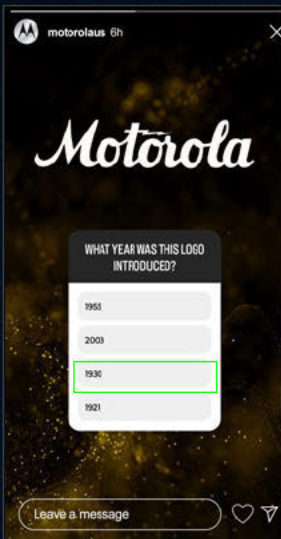 motorolaus 6h
Motorola
WHAT YEAR WAS THIS LOGO
INTRODUCED?
1955
2003
1930
1921
Leave a message